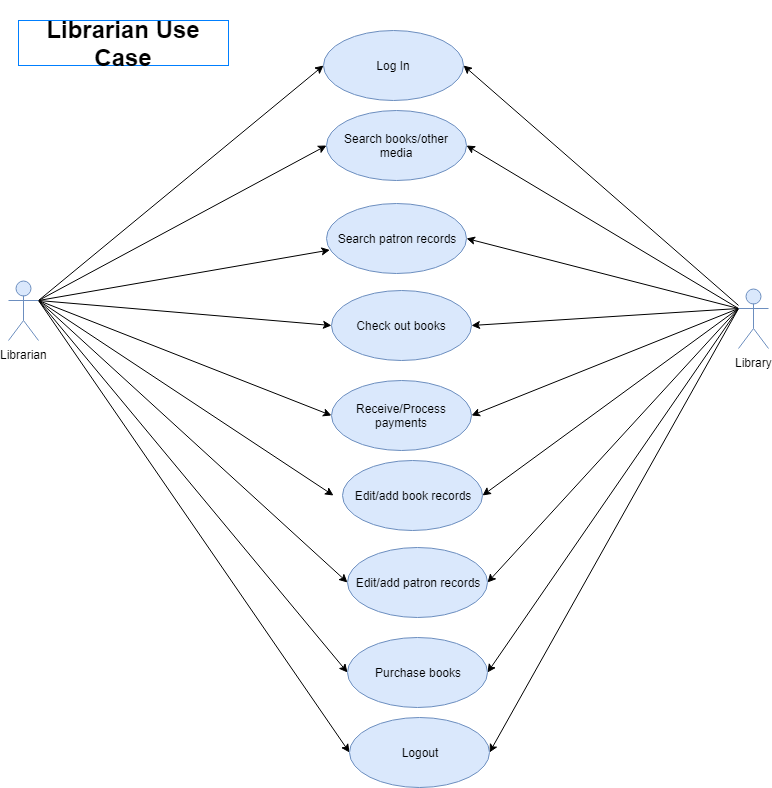 Librarian Use
Case
Log In
Search books/other
media
Search patron records
Check out books
Receive/Process
payments
Edit/add book records
Edit/add patron records
Purchase books
Logout
Librarian
Library